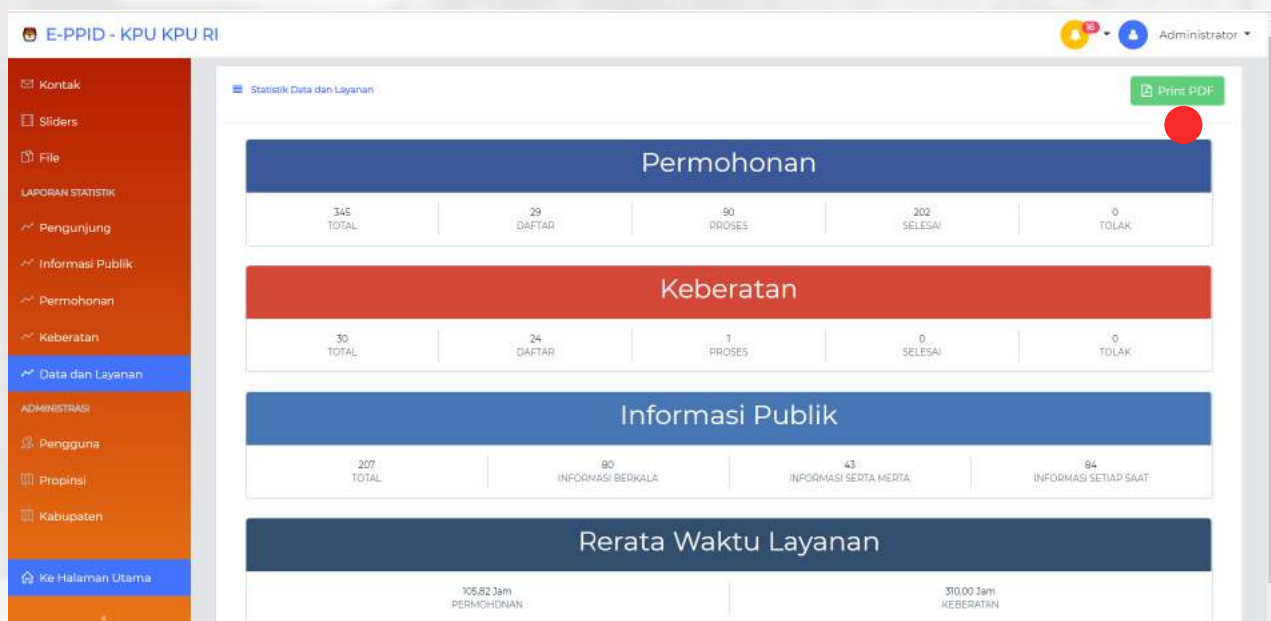 E-PPID - KPU KPU RI
16
Administrator
Kontak
Sliders
File
LAPORAN STATISTIK
Pengunjung
Informasi Publik
Permohonan
Keberatan
Data dan Layanan
ADMINISTRASI
Pengguna
Propinsi
Kabupaten
Ke Halaman Utama
Statistik Data dan Layanan
Print PDF
Permohonan
345 29 90 202 0
TOTAL DAFTAR PROSES SELESAI TOLAK
Keberatan
30 24 1 0 0
TOTAL DAFTAR PROSES SELESAI TOLAK
Informasi Publik
207 80 43 84
TOTAL INFORMASI BERKALA INFORMASI SERTA MERTA INFORMASI SETIAP SAAT
Rerata Waktu Layanan
105,82 Jam 310,00 Jam
PERMOHONAN KEBERATAN